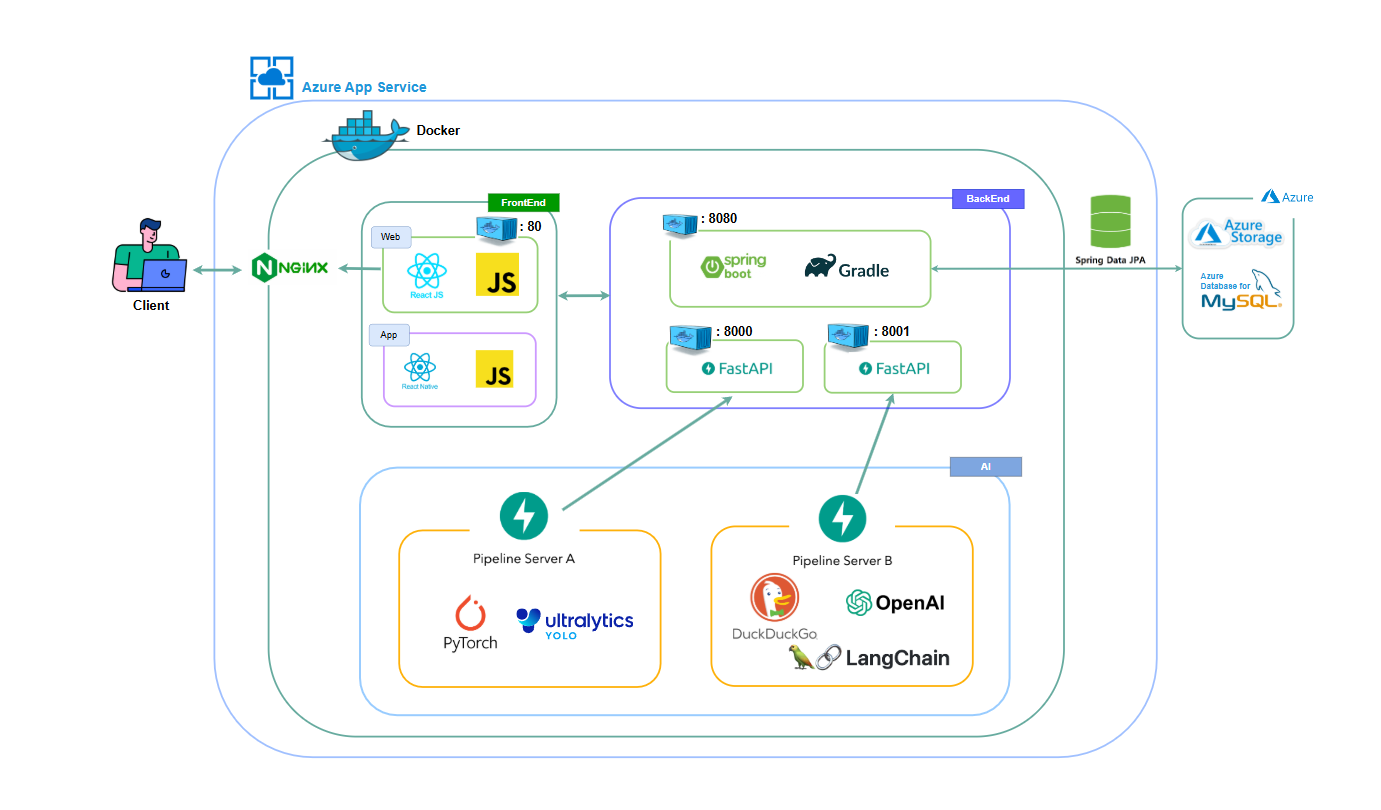 Azure App Service
Docker
FrontEnd
BackEnd
Azure
: 80
: 8080
Web
Azure
Storage
spring
boot
Gradle
NGINX
JS
React JS
Spring Data JPA
Azure
Database for
MySQL
Client
App
: 8000
: 8001
React Native
JS
FastAPI
FastAPI
AI
Pipeline Server A
Pipeline Server B
PyTorch
ultralytics
YOLO
DuckDuckGo
OpenAI
LangChain